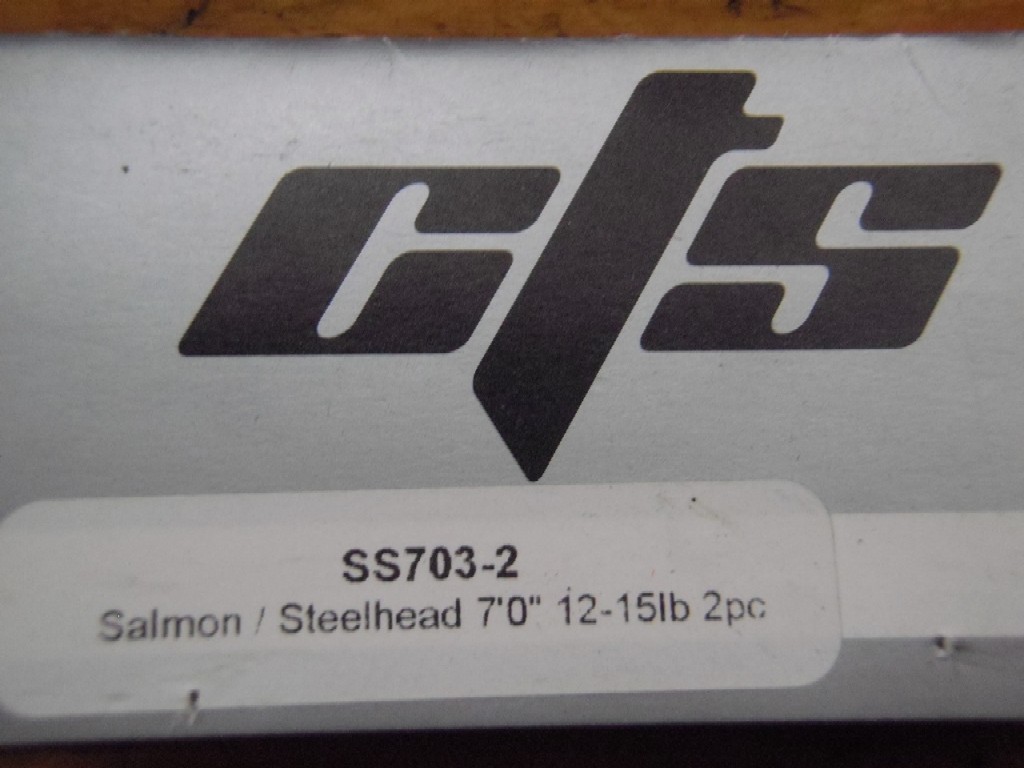 cts
SS703-2
Salmon / Steelhead 7'0" 12-15lb 2pc